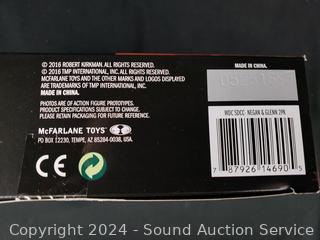 © 2016 ROBERT KIRKMAN. ALL RIGHTS RESERVED.
© 2016 TMP INTERNATIONAL, INC. ALL RIGHTS RESERVED.
MCFARLANE TOYS AND THE OTHER MARKS AND LOGOS DISPLAYED
ARE TRADEMARKS OF TMP INTERNATIONAL, INC.
MADE IN CHINA.
PHOTOS ARE OF ACTION FIGURE PROTOTYPES.
PRODUCT SPECIFICATIONS SUBJECT TO CHANGE.
PLEASE RETAIN PACKAGING FOR FUTURE REFERENCE.
McFARLANE TOYS™
PO BOX 12230, TEMPE, AZ 85284-0038, USA.
CE
MADE IN CHINA
WDC SDCC NEGAN & GLENN 2PK
7 87926 14690 5
Copyright 2024 - Sound Auction Service